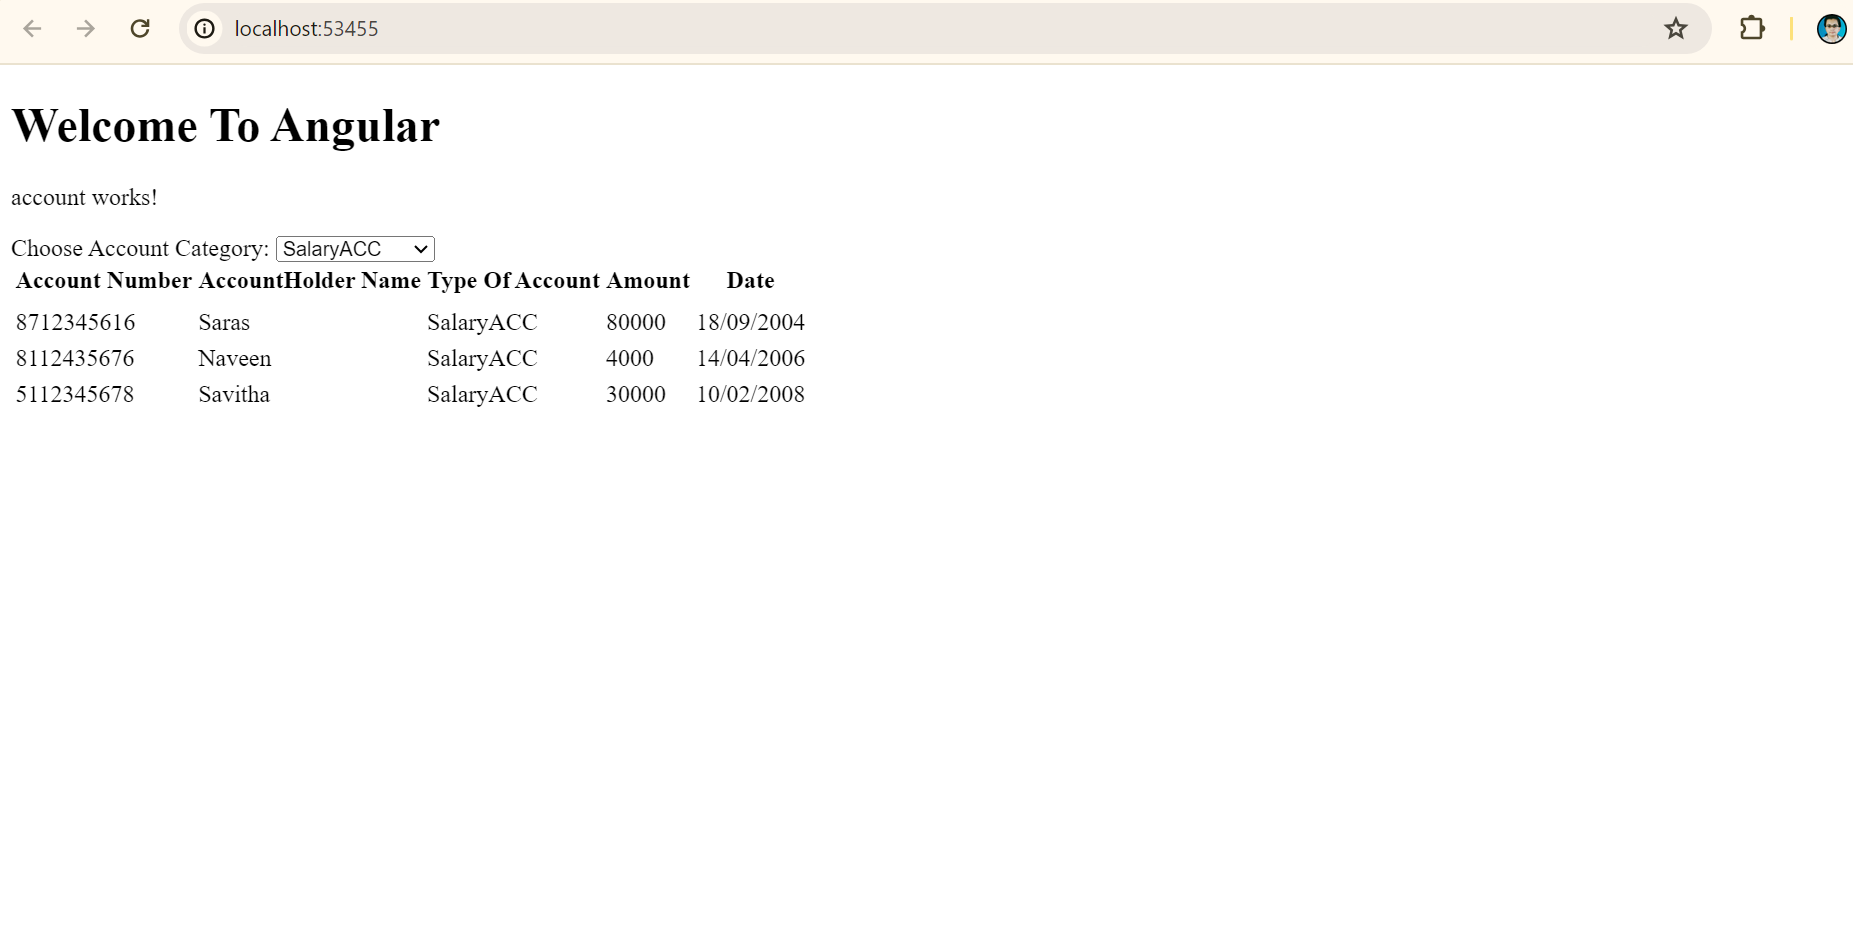 localhost:53455
Welcome To Angular
account works!
Choose Account Category: SalaryACC
Account Number AccountHolder Name Type Of Account Amount Date
8712345616 Saras SalaryACC 80000 18/09/2004
8112435676 Naveen SalaryACC 4000 14/04/2006
5112345678 Savitha SalaryACC 30000 10/02/2008